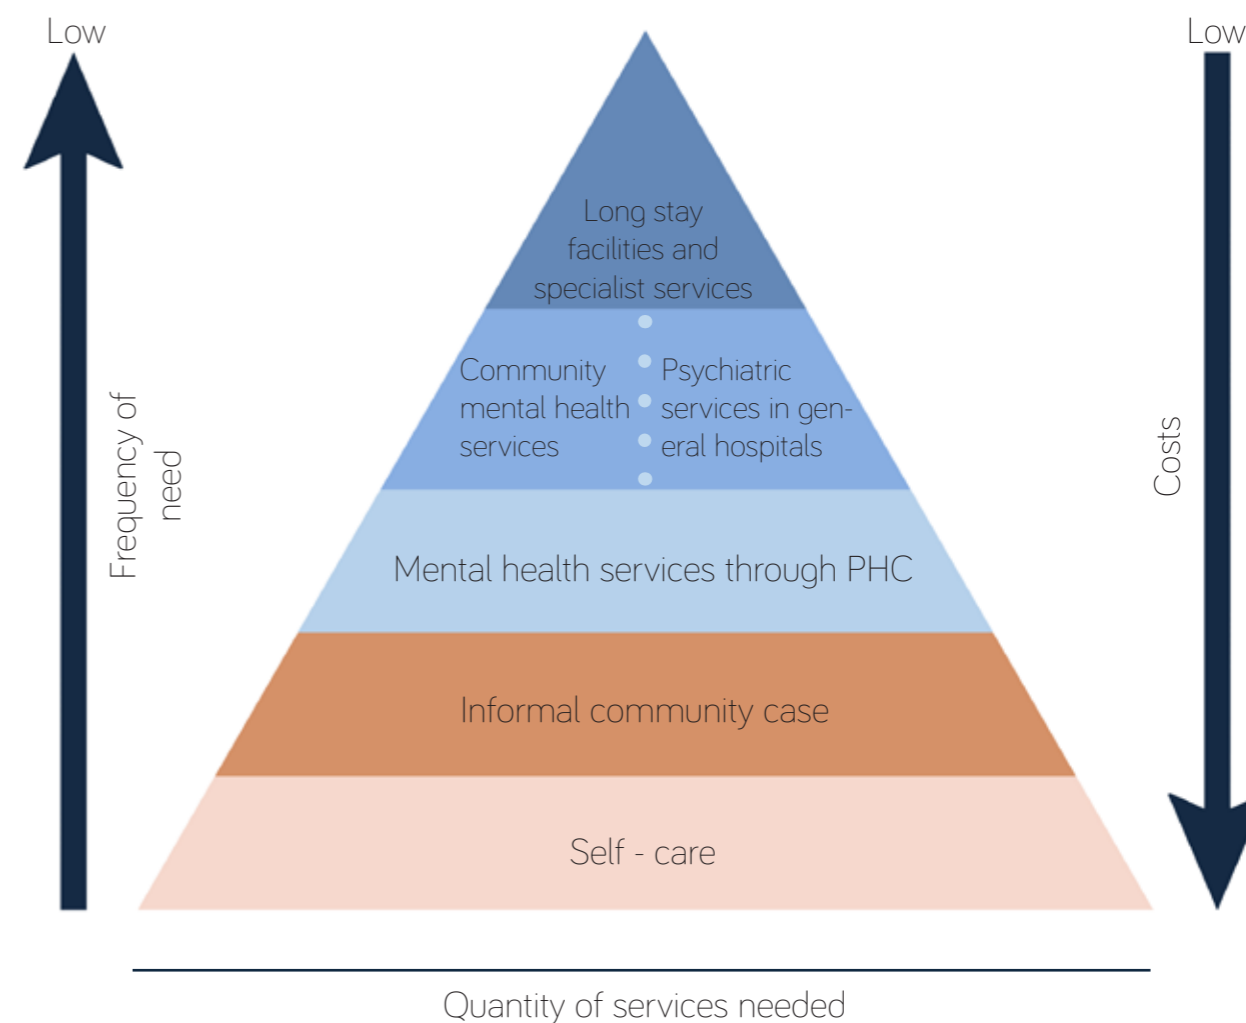 Low
Low
Long stay
facilities and
specialist services
Community
mental health
services
Psychiatric
services in gen-
eral hospitals
Frequency of
need
Costs
Mental health services through PHC
Informal community case
Self - care
Quantity of services needed